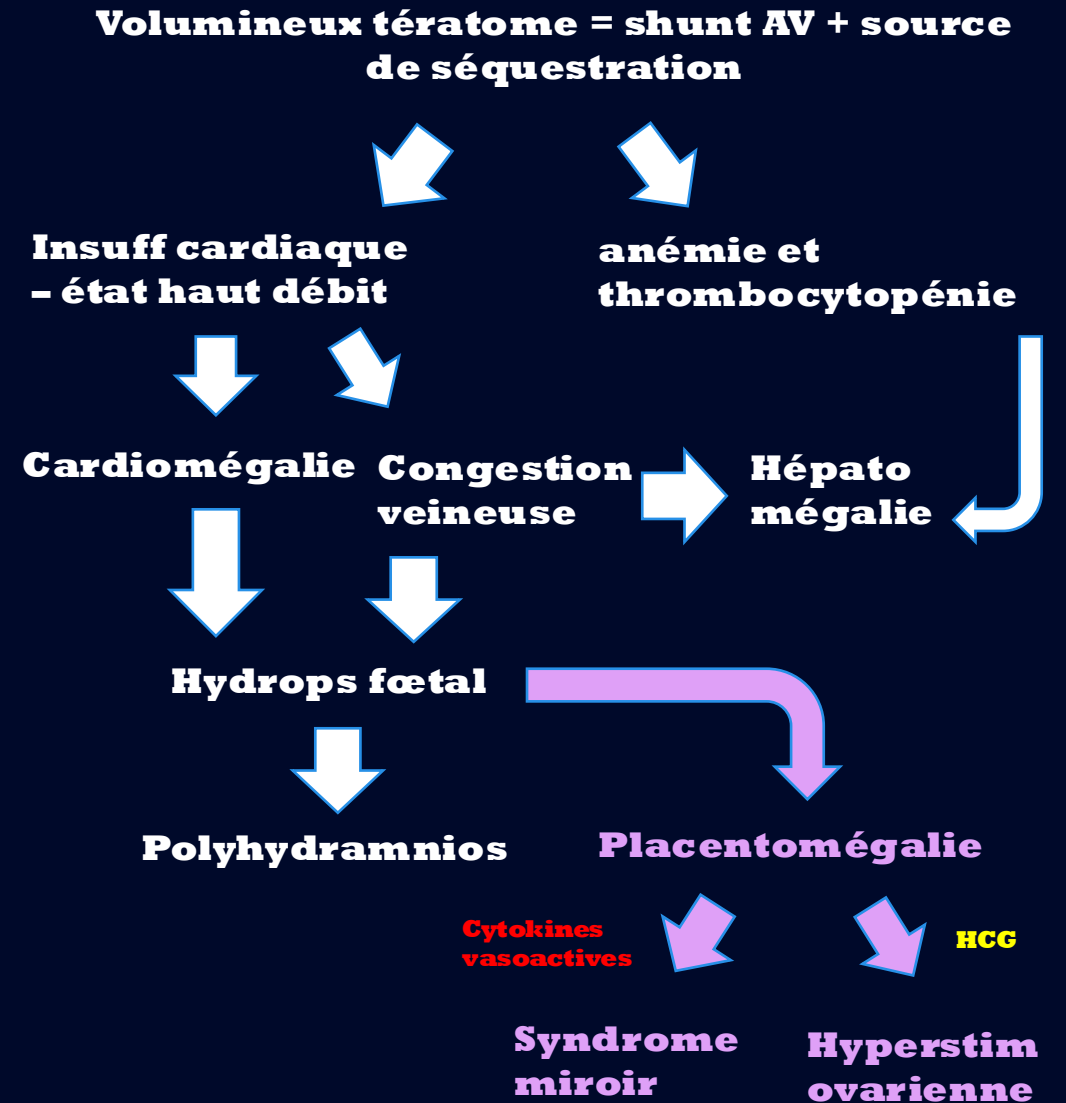 Volumineux tératome = shunt AV + source
de séquestration
Insuff cardiaque
– état haut débit
anémie et
thrombocytopénie
Cardiomégalie
Congestion
veineuse
Hépato
mégalie
Hydrops fœtal
Polyhydramnios
Placentomégalie
Cytokines
vasoactives
HCG
Syndrome
miroir
Hyperstim
ovarienne